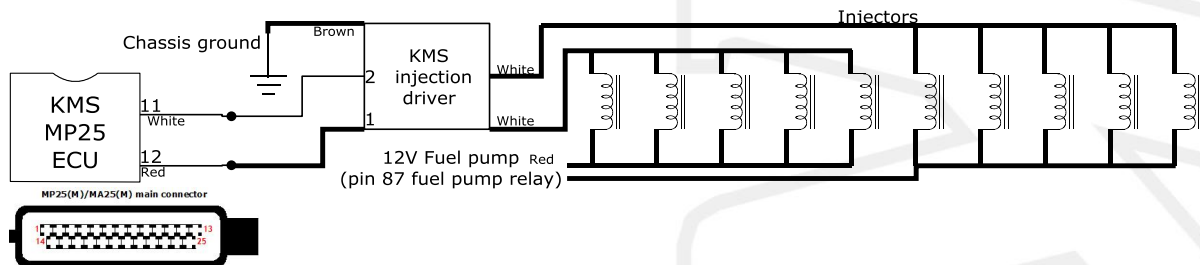 Injectors
Chassis ground
Brown
KMS
injection
driver
2
1
White
White
KMS
MP25
ECU
11
White
12
Red
12V Fuel pump Red
(pin 87 fuel pump relay)
MP25(M)/MA25(M) main connector
1
13
14
25